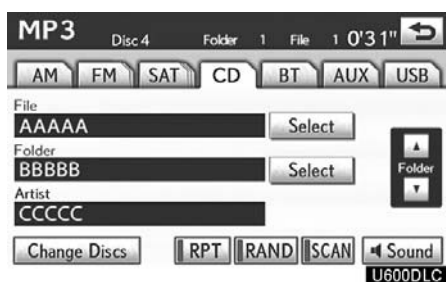 MP3 Disc 4 Folder 1 File 1 0'31"
AM FM SAT CD BT AUX USB
File
AAAAA Select
Folder
BBBBB Select Folder
Artist
CCCCC
Change Discs RPT RAND SCAN Sound
U600DLC